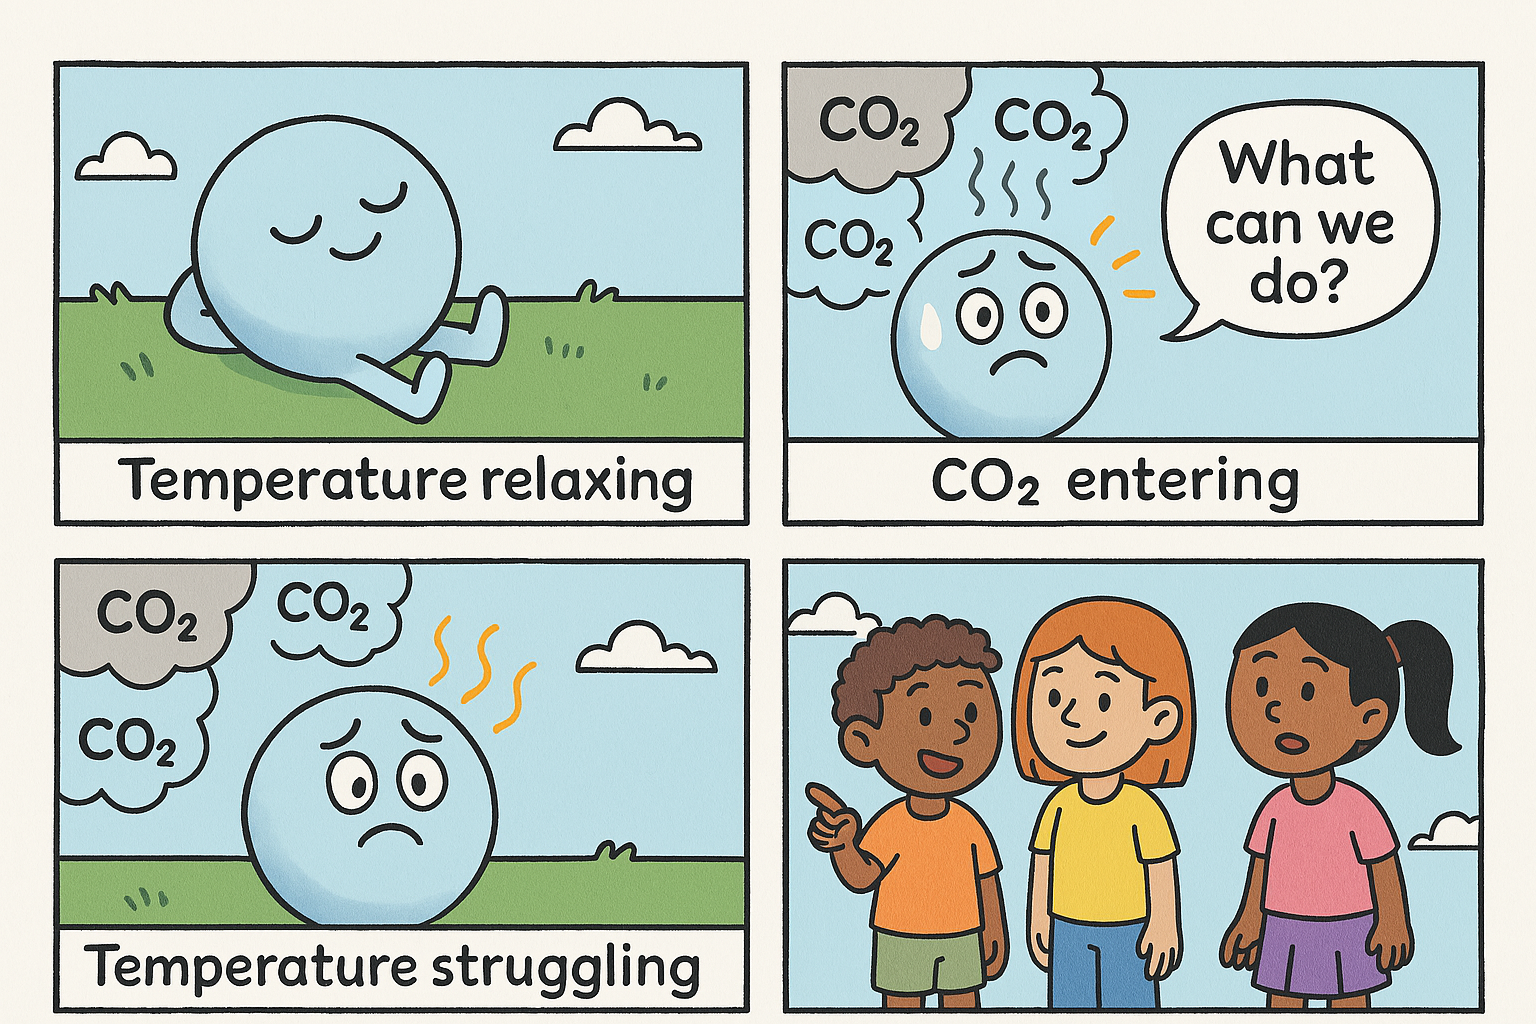 Temperature relaxing
CO₂
CO₂
CO₂
What
can we
do?
CO₂ entering
CO₂
CO₂
CO₂
Temperature struggling